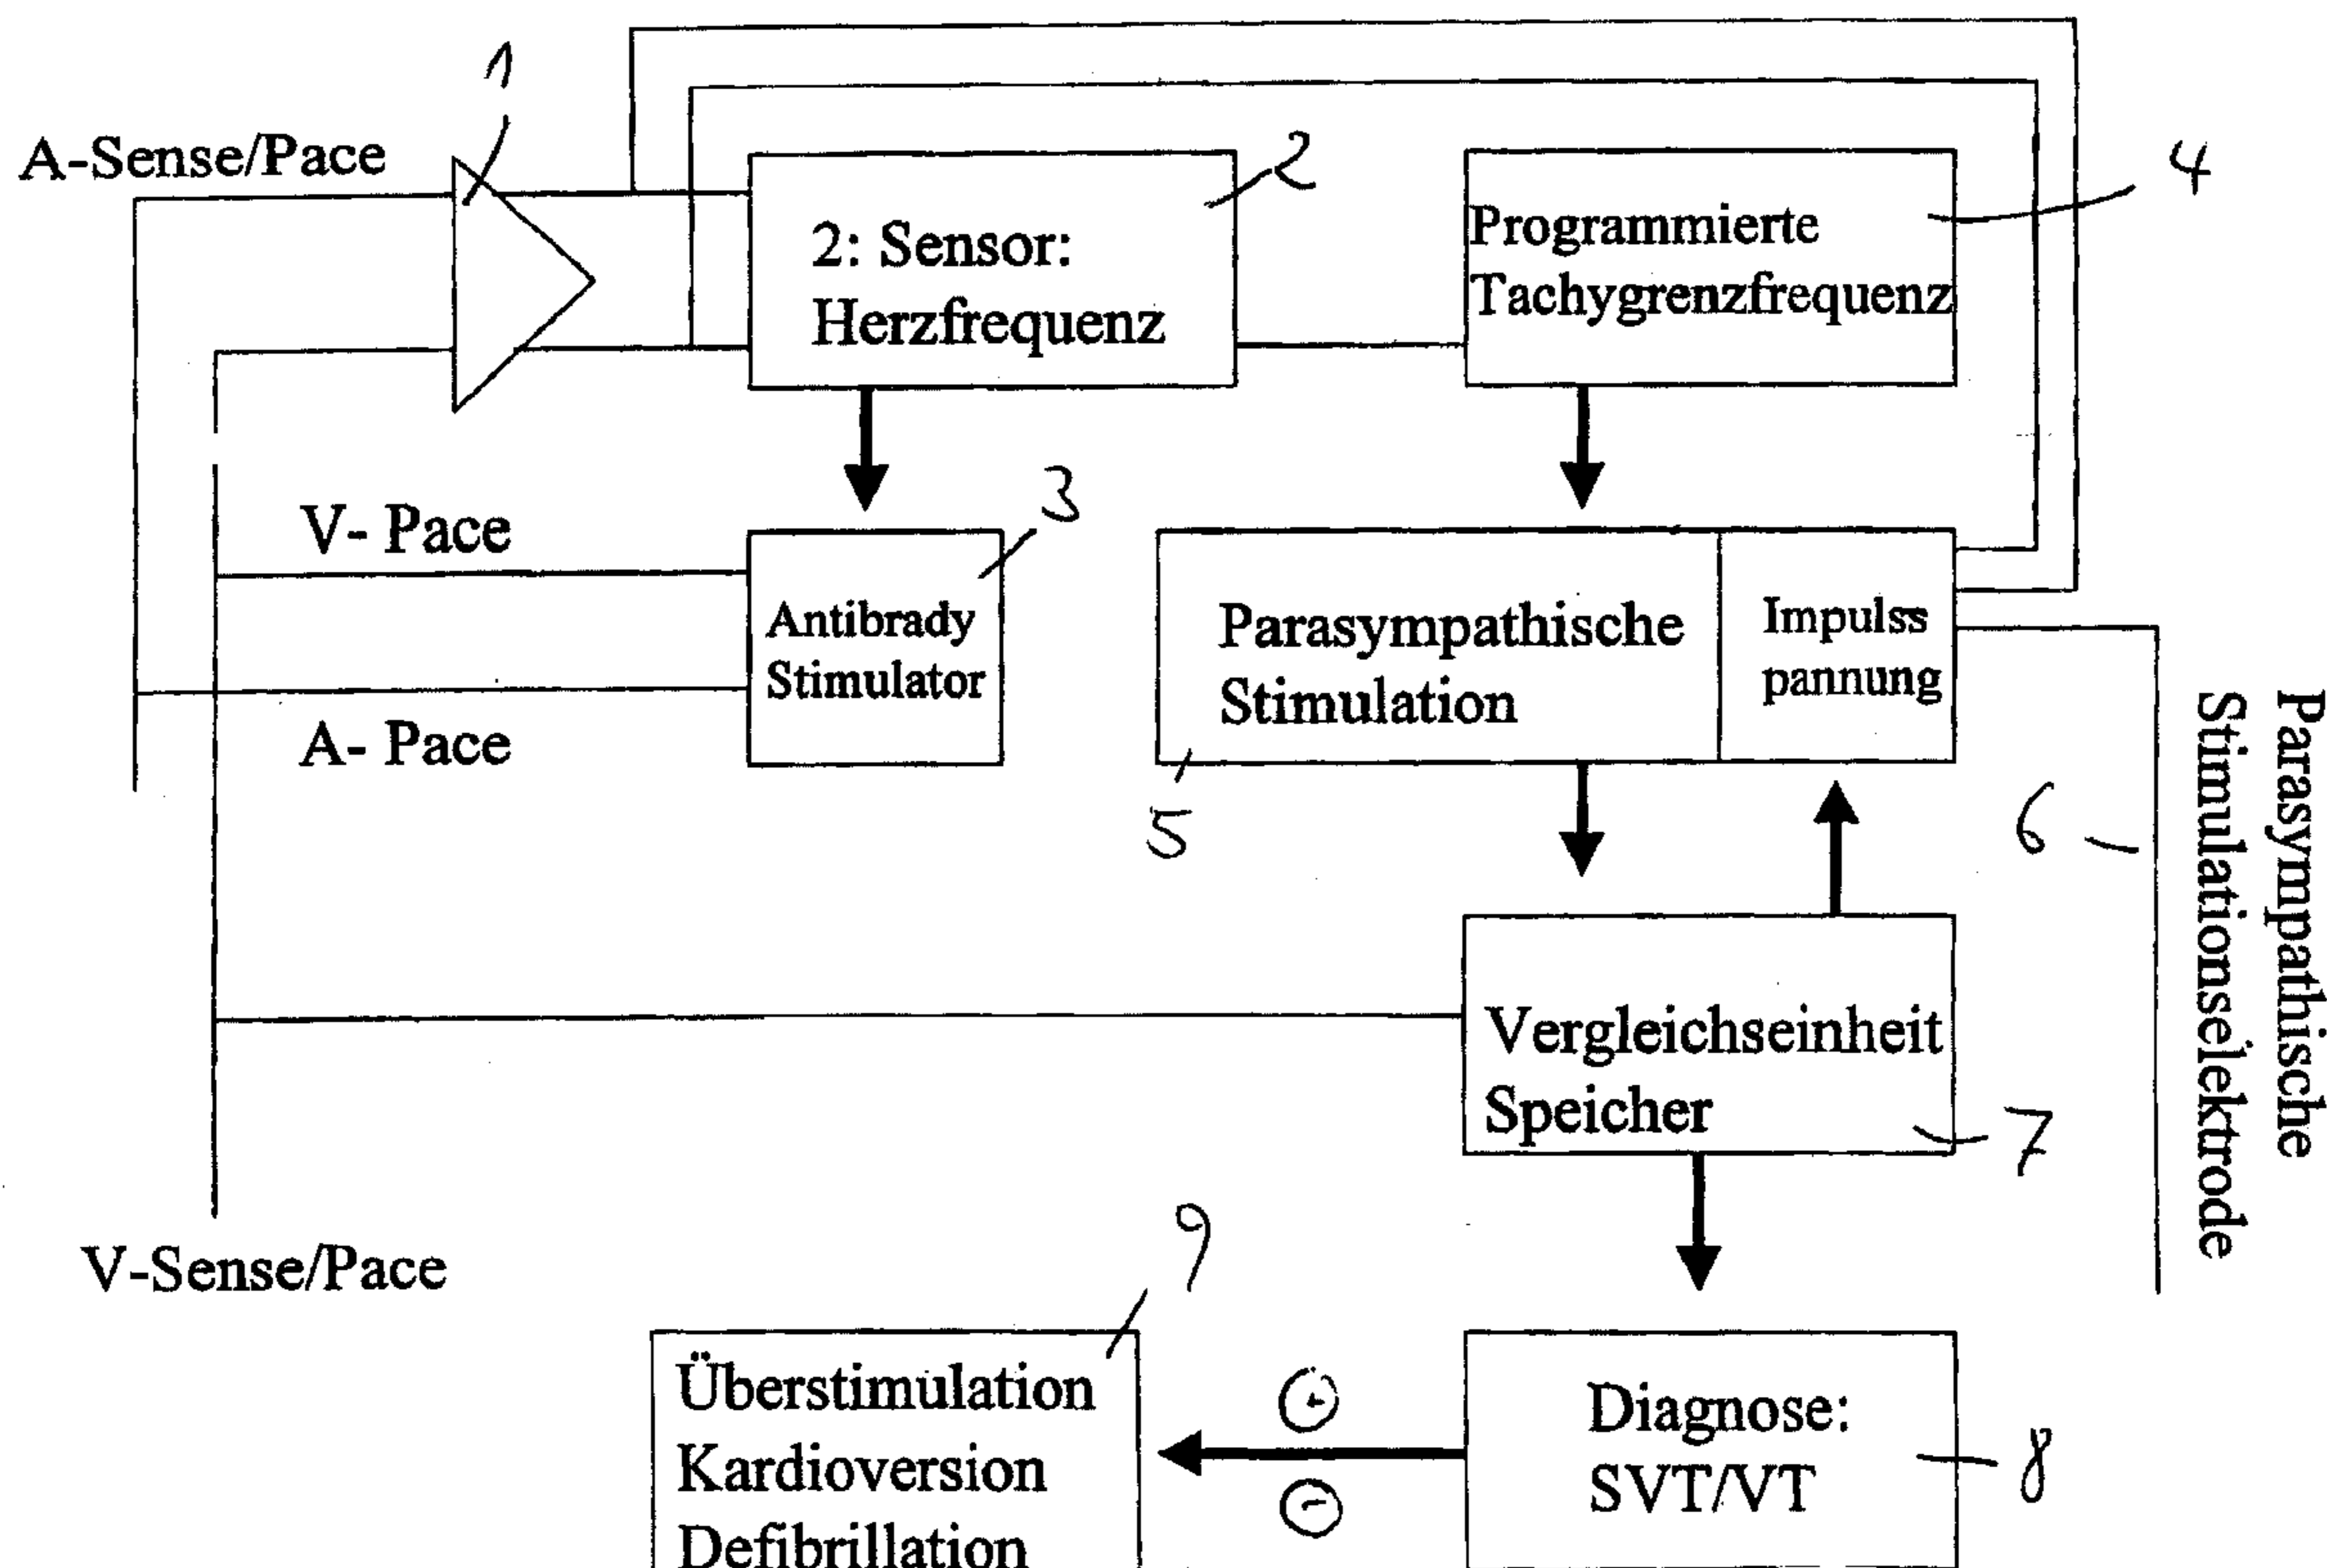 1
A-Sense/Pace
2: Sensor:
Herzfrequenz
2
Programmierte
Tachygrenzfrequenz
4
V- Pace
A- Pace
3
Antibrady
Stimulator
Parasympathische
Stimulation
Impulss
pannung
5
6
Parasympathische
Stimulationselektrode
Vergleichseinheit
Speicher
7
V-Sense/Pace
9
Überstimulation
Kardioversion
Defibrillation
+
-
Diagnose:
SVT/VT
8